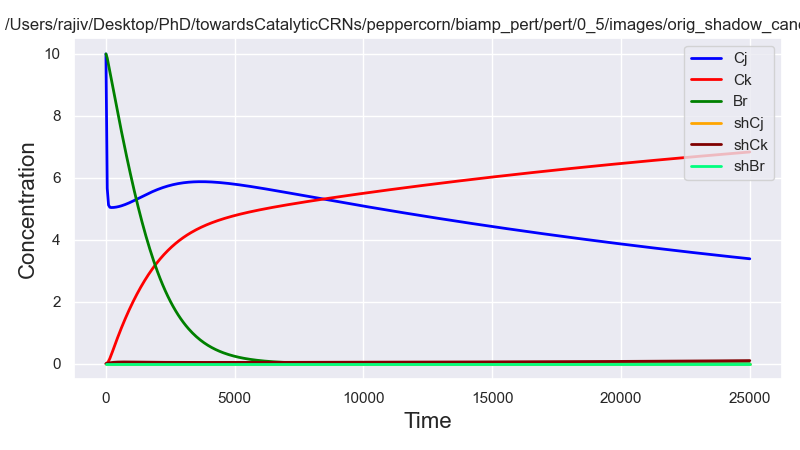 /Users/rajiv/Desktop/PhD/towardsCatalyticCRNs/peppercorn/biamp_pert/pert/0_5/images/orig_shadow_canc
10
8
6
4
2
0
Concentration
Cj
Ck
Br
shCj
shCk
shBr
0 5000 10000 15000 20000 25000
Time